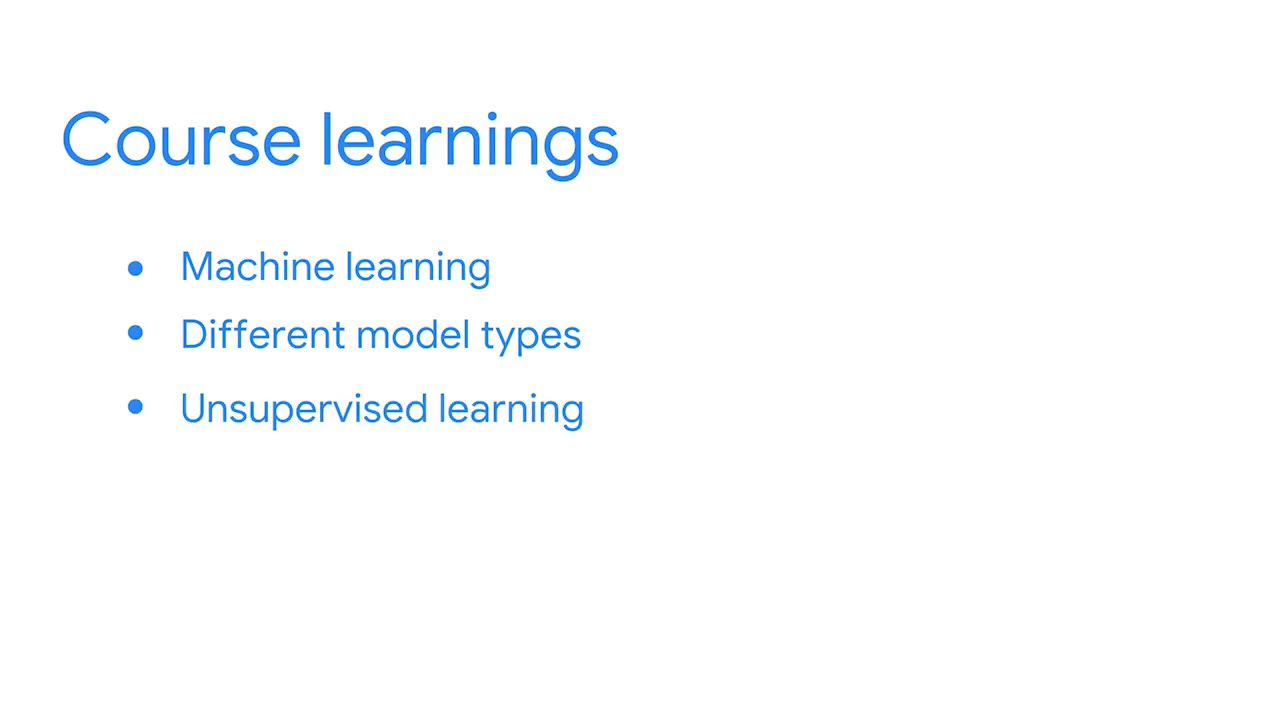 Course learnings
• Machine learning
• Different model types
• Unsupervised learning